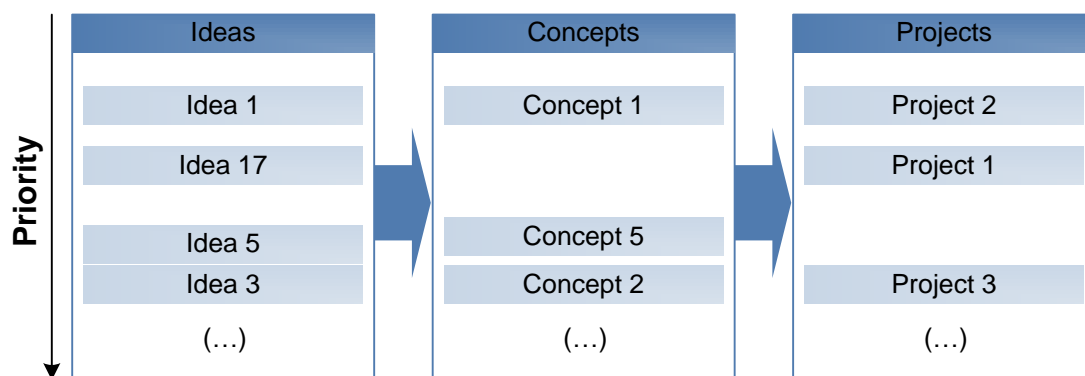 Priority
Ideas
Idea 1
Idea 17
Idea 5
Idea 3
(…)
Concepts
Concept 1
Concept 5
Concept 2
(…)
Projects
Project 2
Project 1
Project 3
(…)